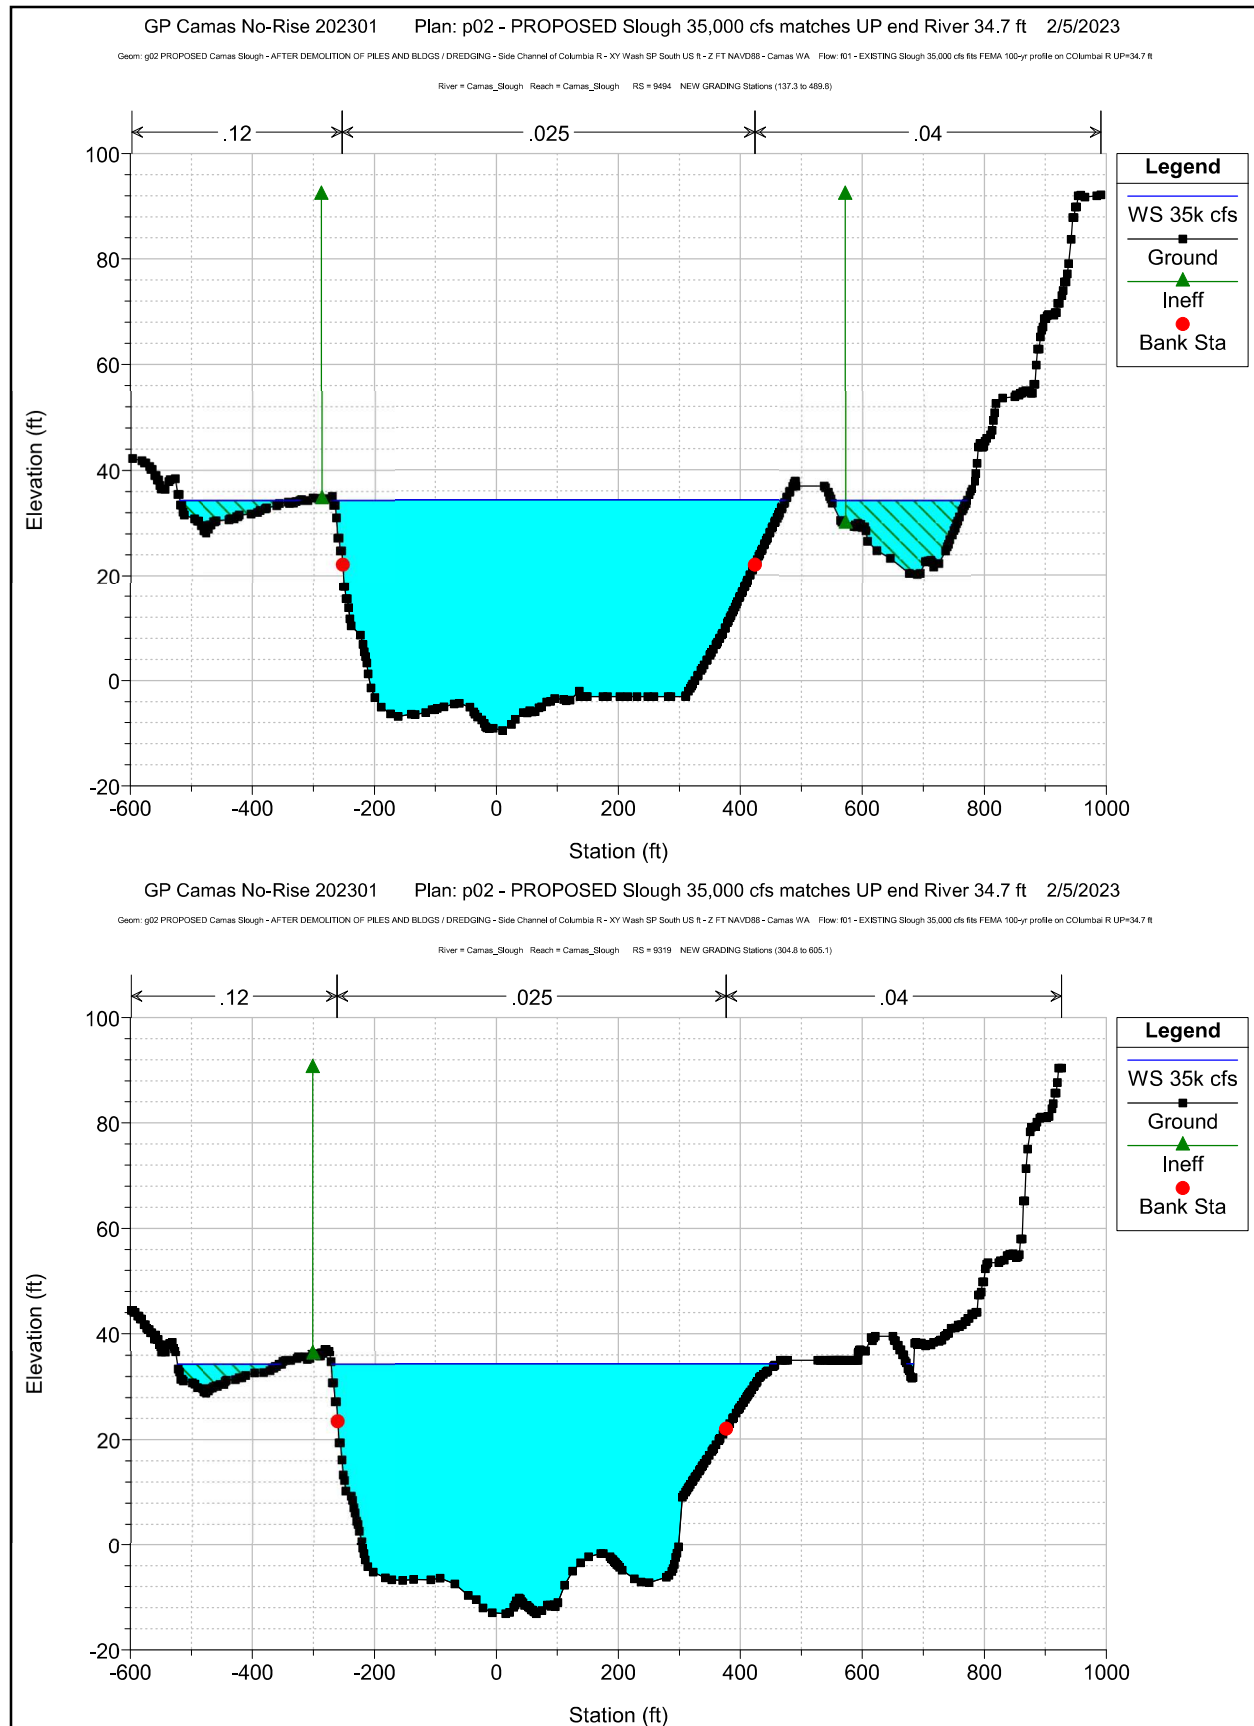 GP Camas No-Rise 202301 Plan: p02 - PROPOSED Slough 35,000 cfs matches UP end River 34.7 ft 2/5/2023
Geom: g02 PROPOSED Camas Slough - AFTER DEMOLITION OF PILES AND BLDGS / DREDGING - Side Channel of Columbia R - XY Wash SP South US ft - Z FT NAVD88 - Camas WA Flow: f01 - EXISTING Slough 35,000 cfs fits FEMA 100-yr profile on COlumbai R UP=34.7 ft
River = Camas_Slough Reach = Camas_Slough RS = 9494 NEW GRADING Stations (137.3 to 489.8)
.12 .025 .04
100
80
60
40
20
0
-20
Elevation (ft)
-600 -400 -200 0 200 400 600 800 1000
Station (ft)
Legend
WS 35k cfs
Ground
Ineff
Bank Sta
GP Camas No-Rise 202301 Plan: p02 - PROPOSED Slough 35,000 cfs matches UP end River 34.7 ft 2/5/2023
Geom: g02 PROPOSED Camas Slough - AFTER DEMOLITION OF PILES AND BLDGS / DREDGING - Side Channel of Columbia R - XY Wash SP South US ft - Z FT NAVD88 - Camas WA Flow: f01 - EXISTING Slough 35,000 cfs fits FEMA 100-yr profile on COlumbai R UP=34.7 ft
River = Camas_Slough Reach = Camas_Slough RS = 9319 NEW GRADING Stations (304.8 to 605.1)
.12 .025 .04
100
80
60
40
20
0
-20
Elevation (ft)
-600 -400 -200 0 200 400 600 800 1000
Station (ft)
Legend
WS 35k cfs
Ground
Ineff
Bank Sta